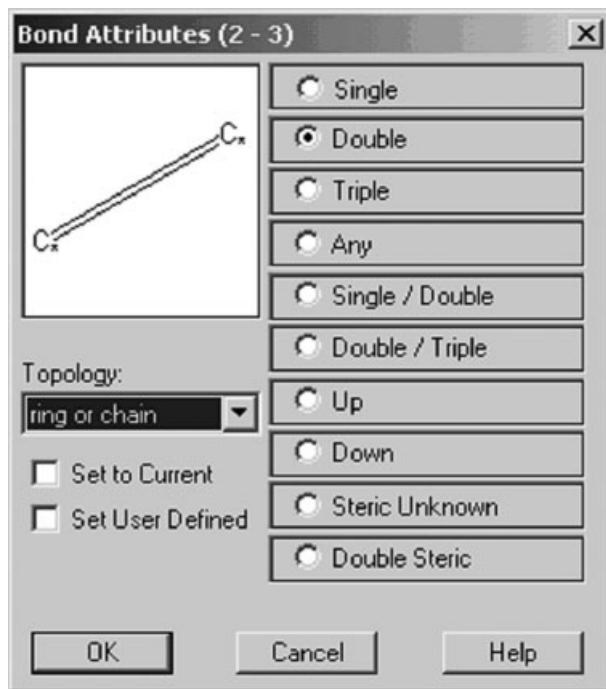 Bond Attributes (2 - 3)
C*
C*
Single
Double
Triple
Any
Single / Double
Double / Triple
Up
Down
Steric Unknown
Double Steric
Topology:
ring or chain
Set to Current
Set User Defined
OK
Cancel
Help